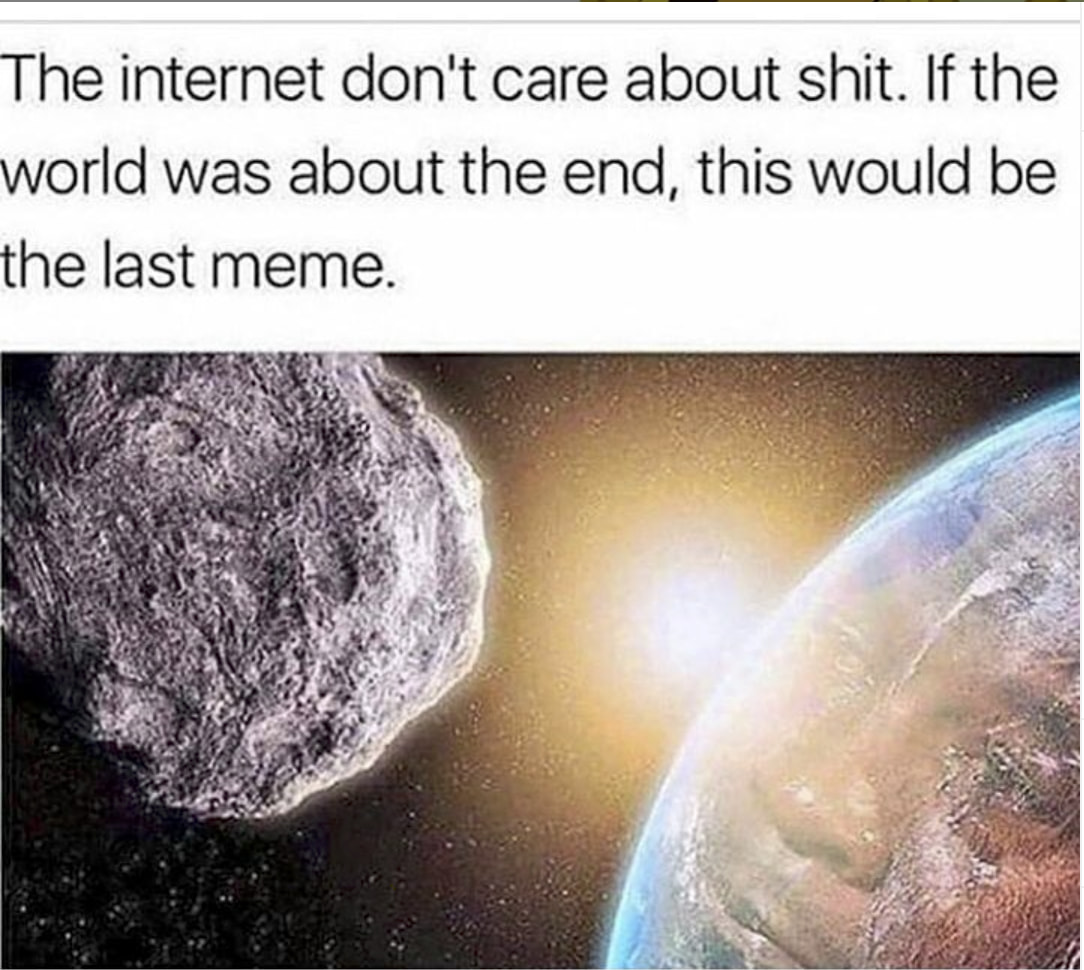 The internet don't care about shit. If the
world was about the end, this would be
the last meme.